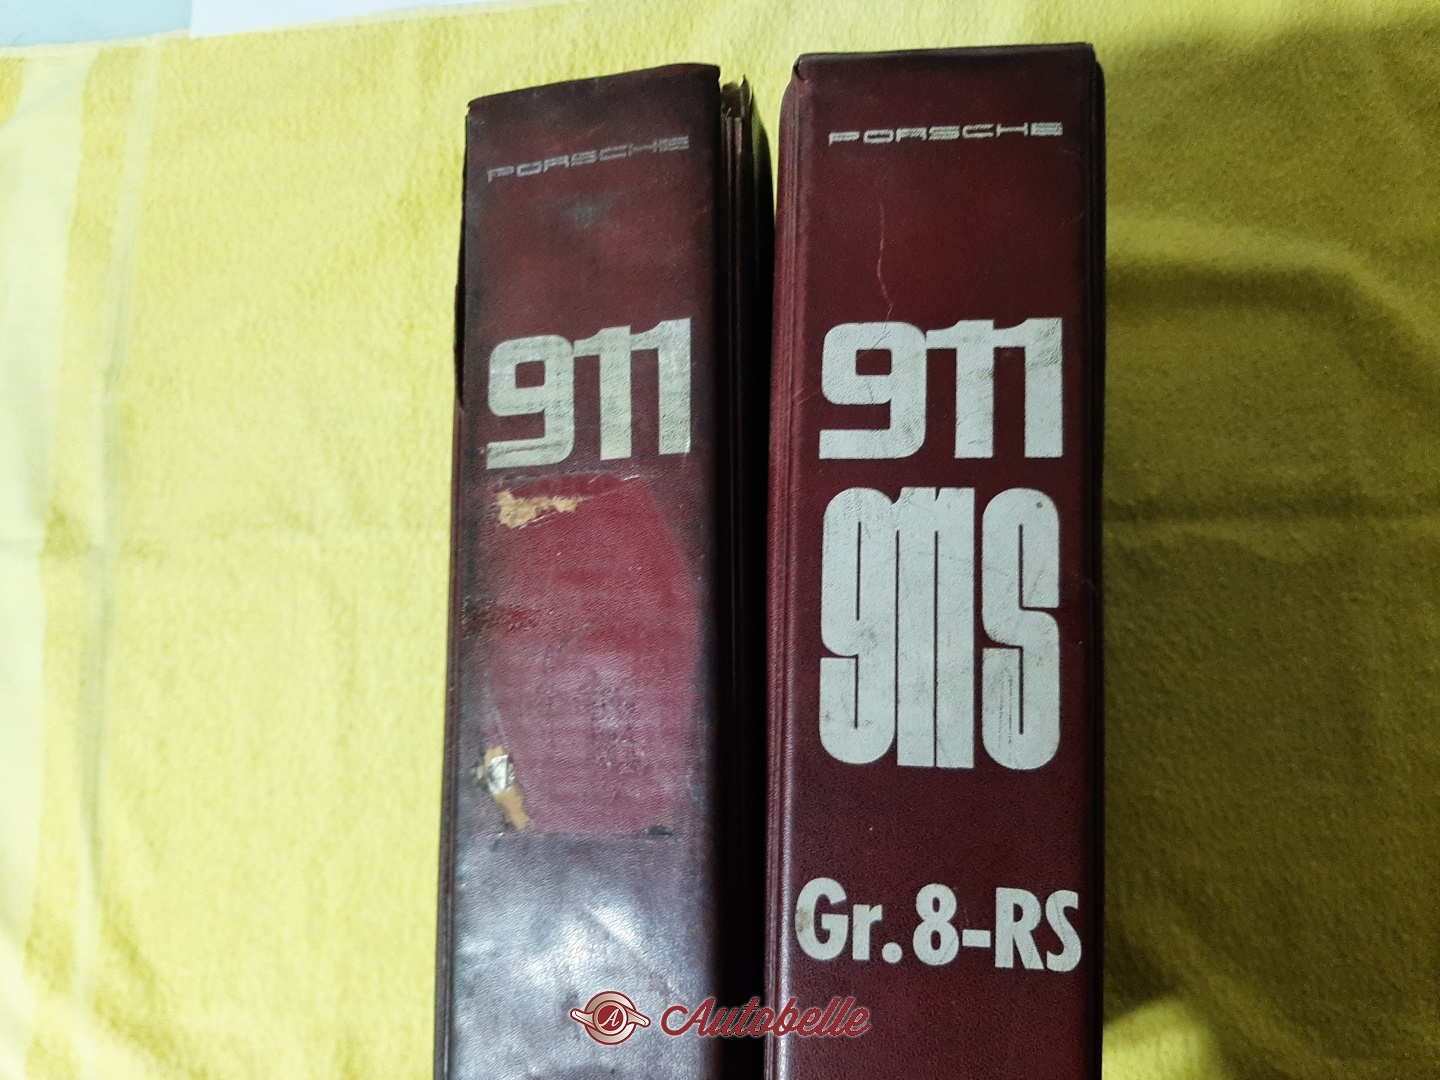 PORSCHE
911
PORSCHE
911
911S
Gr. 8-RS
Autobelle